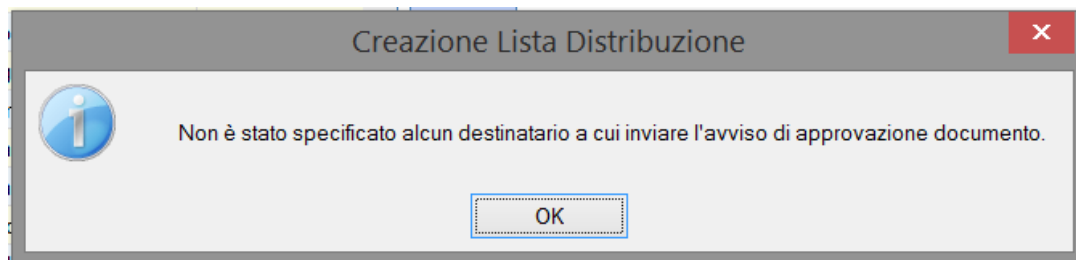 Creazione Lista Distribuzione
Non è stato specificato alcun destinatario a cui inviare l'avviso di approvazione documento.
OK